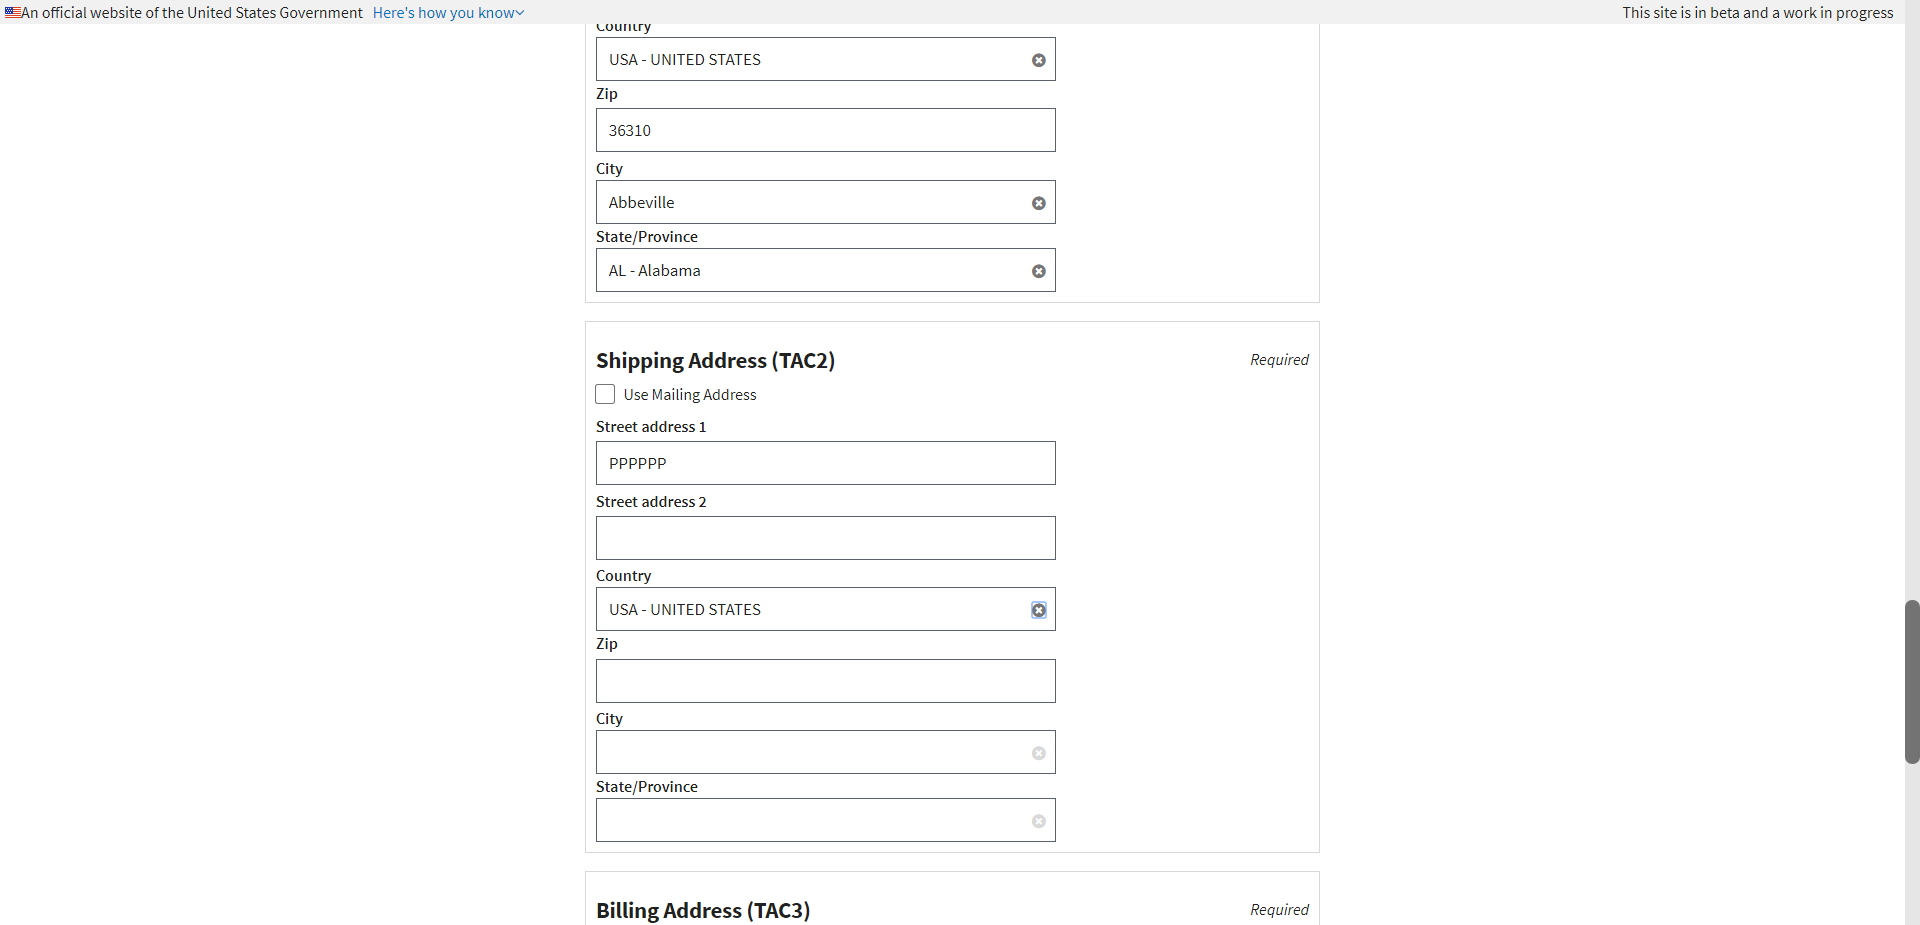 An official website of the United States Government Here's how you know
This site is in beta and a work in progress
Country
USA - UNITED STATES
Zip
36310
City
Abbeville
State/Province
AL - Alabama
Shipping Address (TAC2)
Required
Use Mailing Address
Street address 1
PPPPPP
Street address 2
Country
USA - UNITED STATES
Zip
City
State/Province
Billing Address (TAC3)
Required